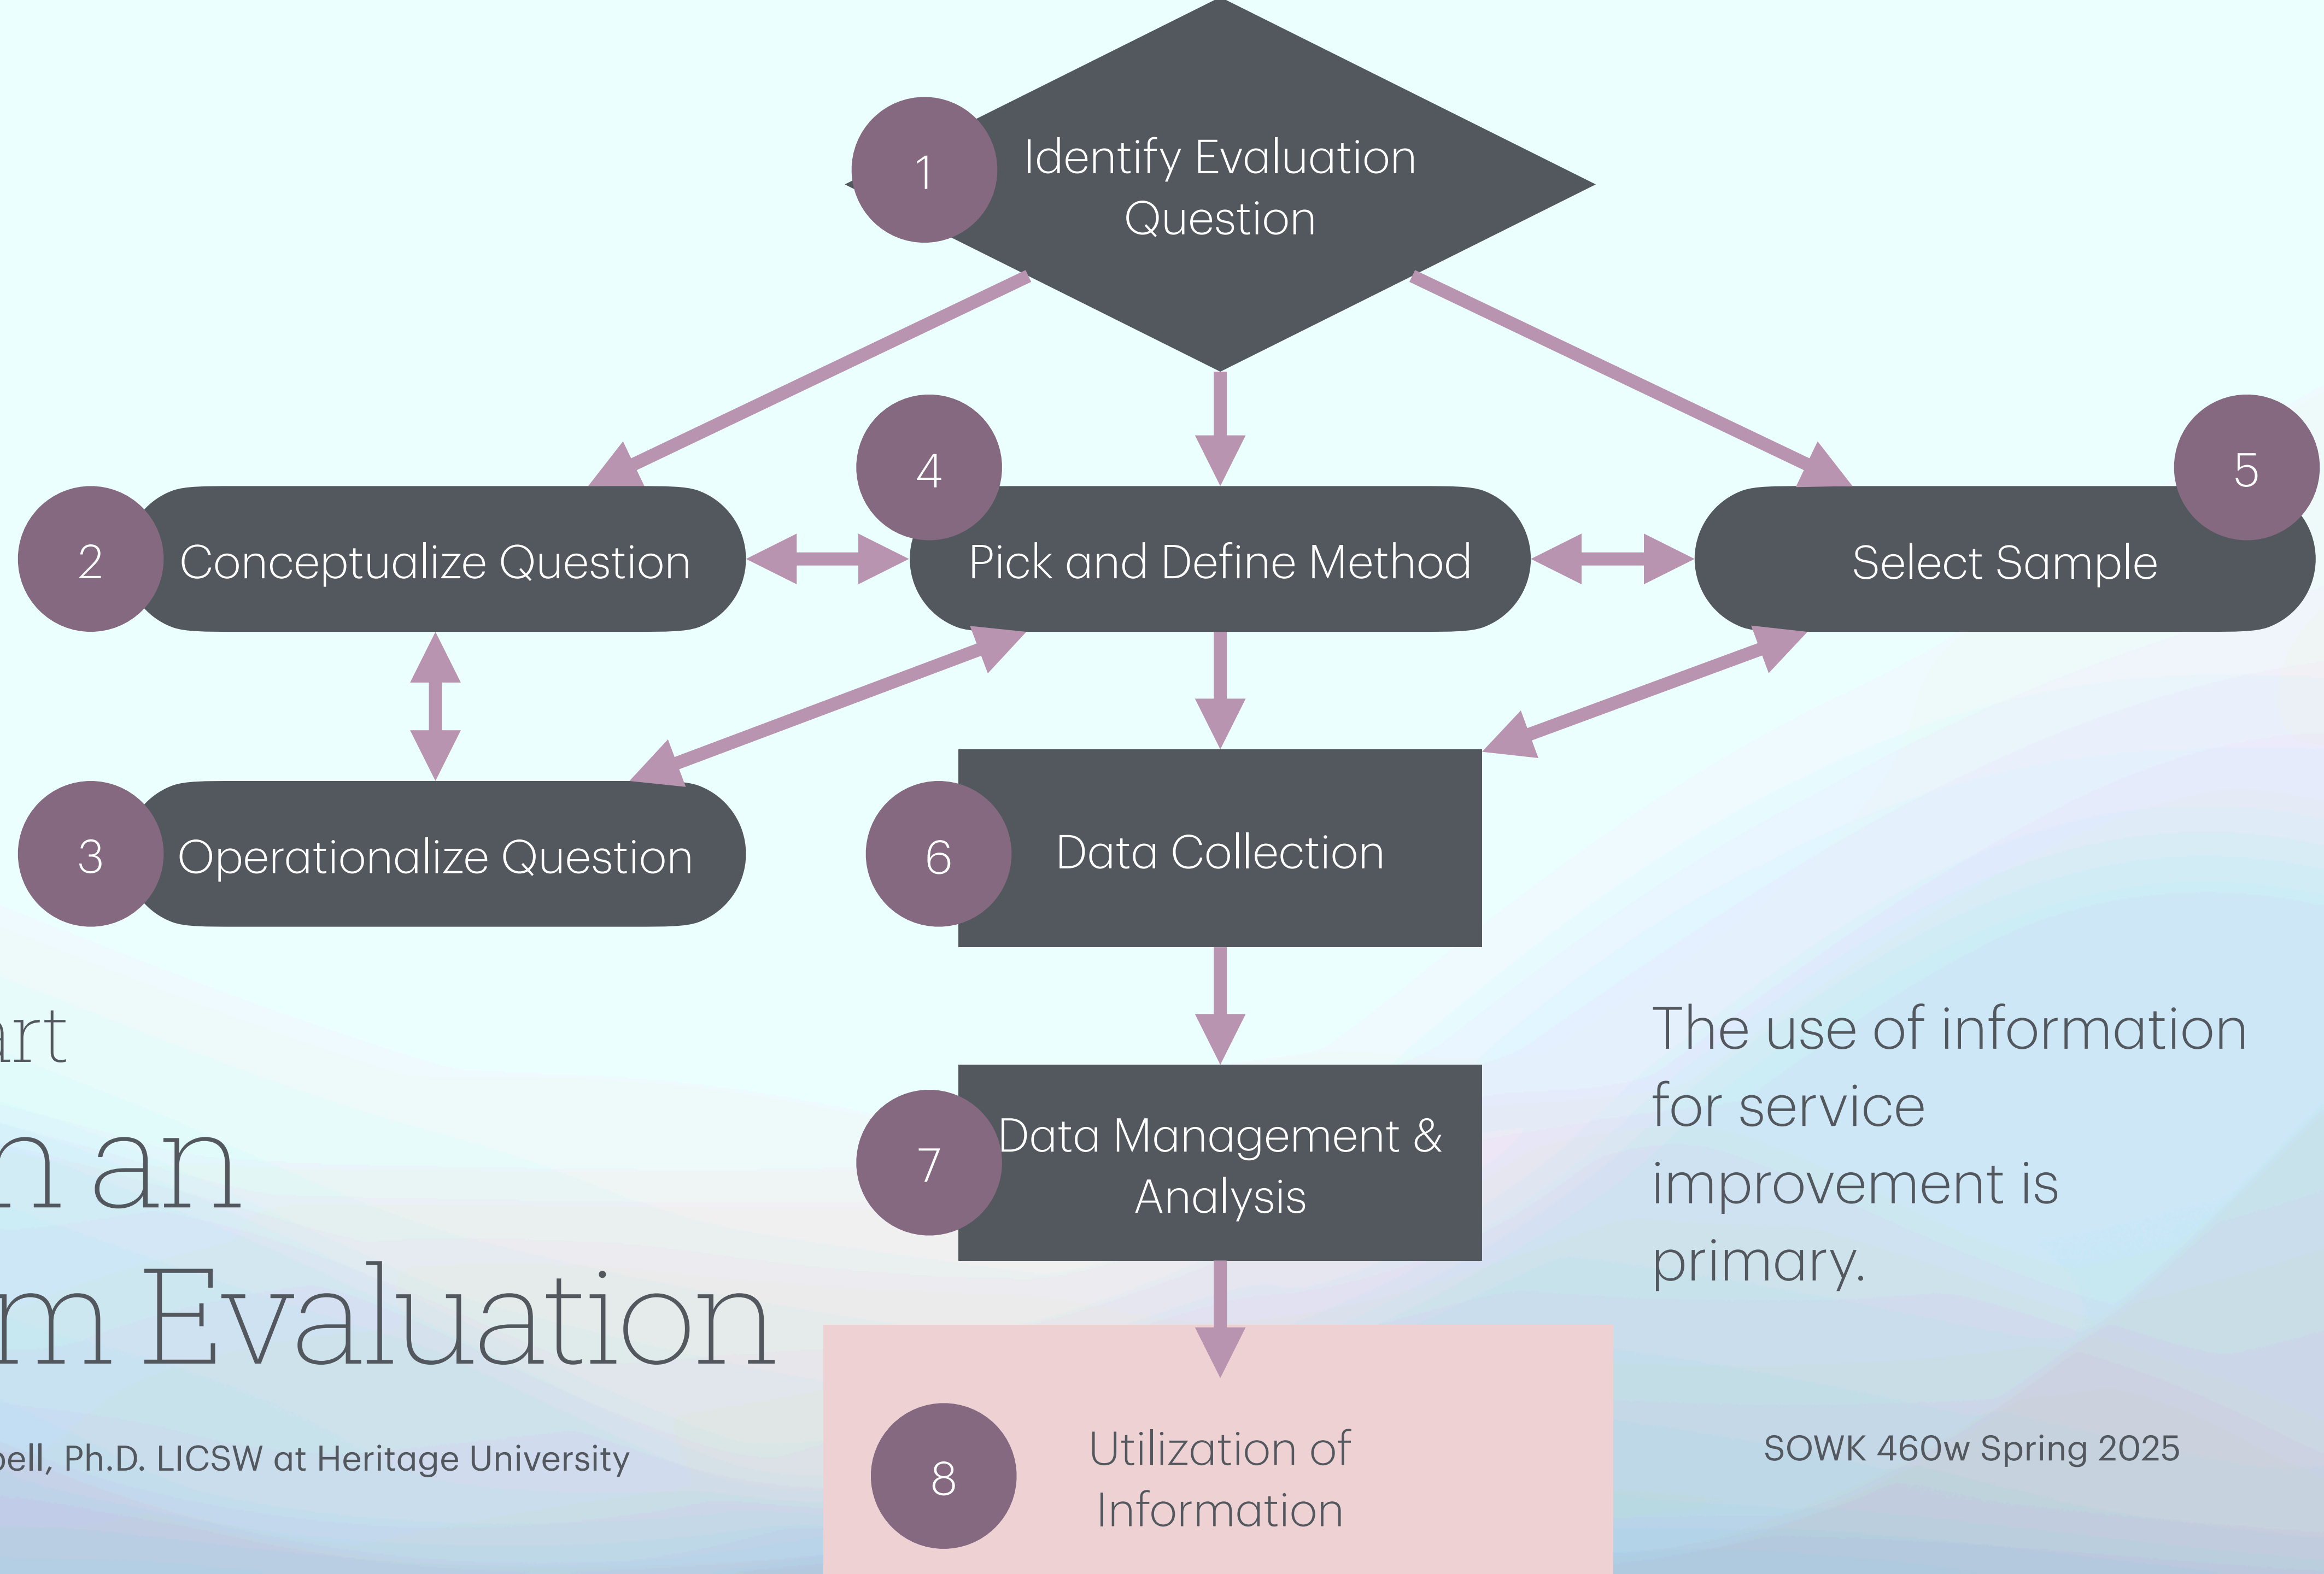 1
Identify Evaluation
Question
2
Conceptualize Question
4
Pick and Define Method
5
Select Sample
3
Operationalize Question
6
Data Collection
7
Data Management &
Analysis
8
Utilization of
Information
an
Evaluation
The use of information
for service
improvement is
primary.
Ph.D. LICSW at Heritage University
SOWK 460w Spring 2025